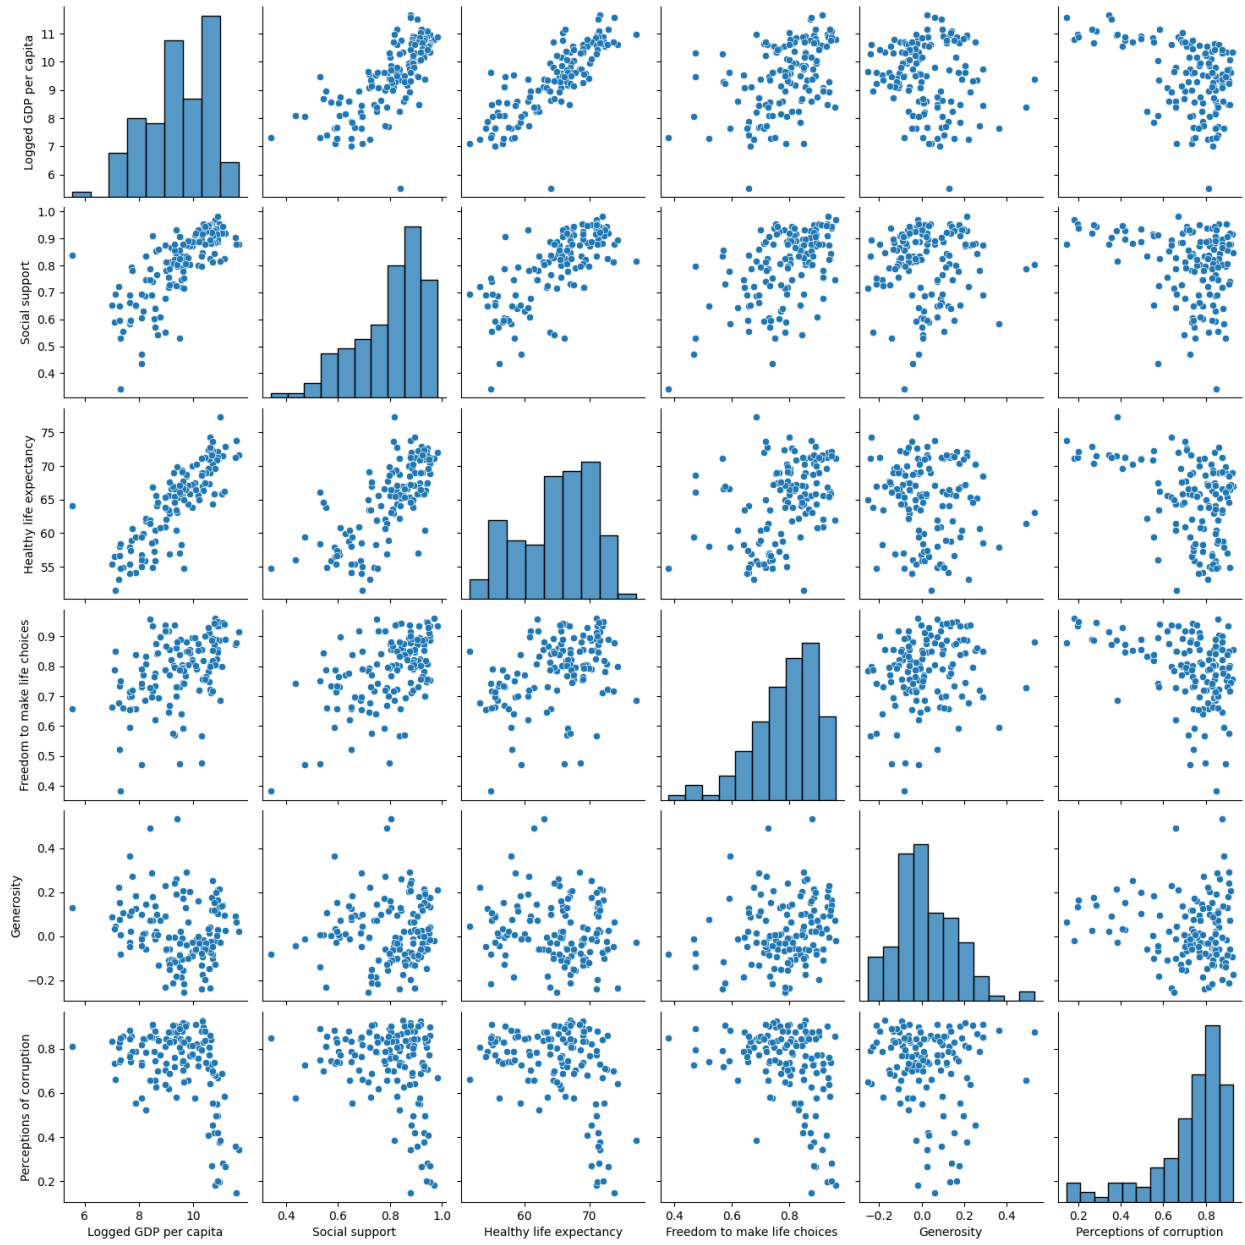 Logged GDP per capita
11
10
9
8
7
6
Social support
1.0
0.9
0.8
0.7
0.6
0.5
0.4
Healthy life expectancy
75
70
65
60
55
Freedom to make life choices
0.9
0.8
0.7
0.6
0.5
0.4
Generosity
0.4
0.2
0.0
−0.2
Perceptions of corruption
0.8
0.6
0.4
0.2
6 8 10
0.4 0.6 0.8 1.0
60 70
0.4 0.6 0.8
−0.2 0.0 0.2 0.4
0.2 0.4 0.6 0.8
Logged GDP per capita
Social support
Healthy life expectancy
Freedom to make life choices
Generosity
Perceptions of corruption